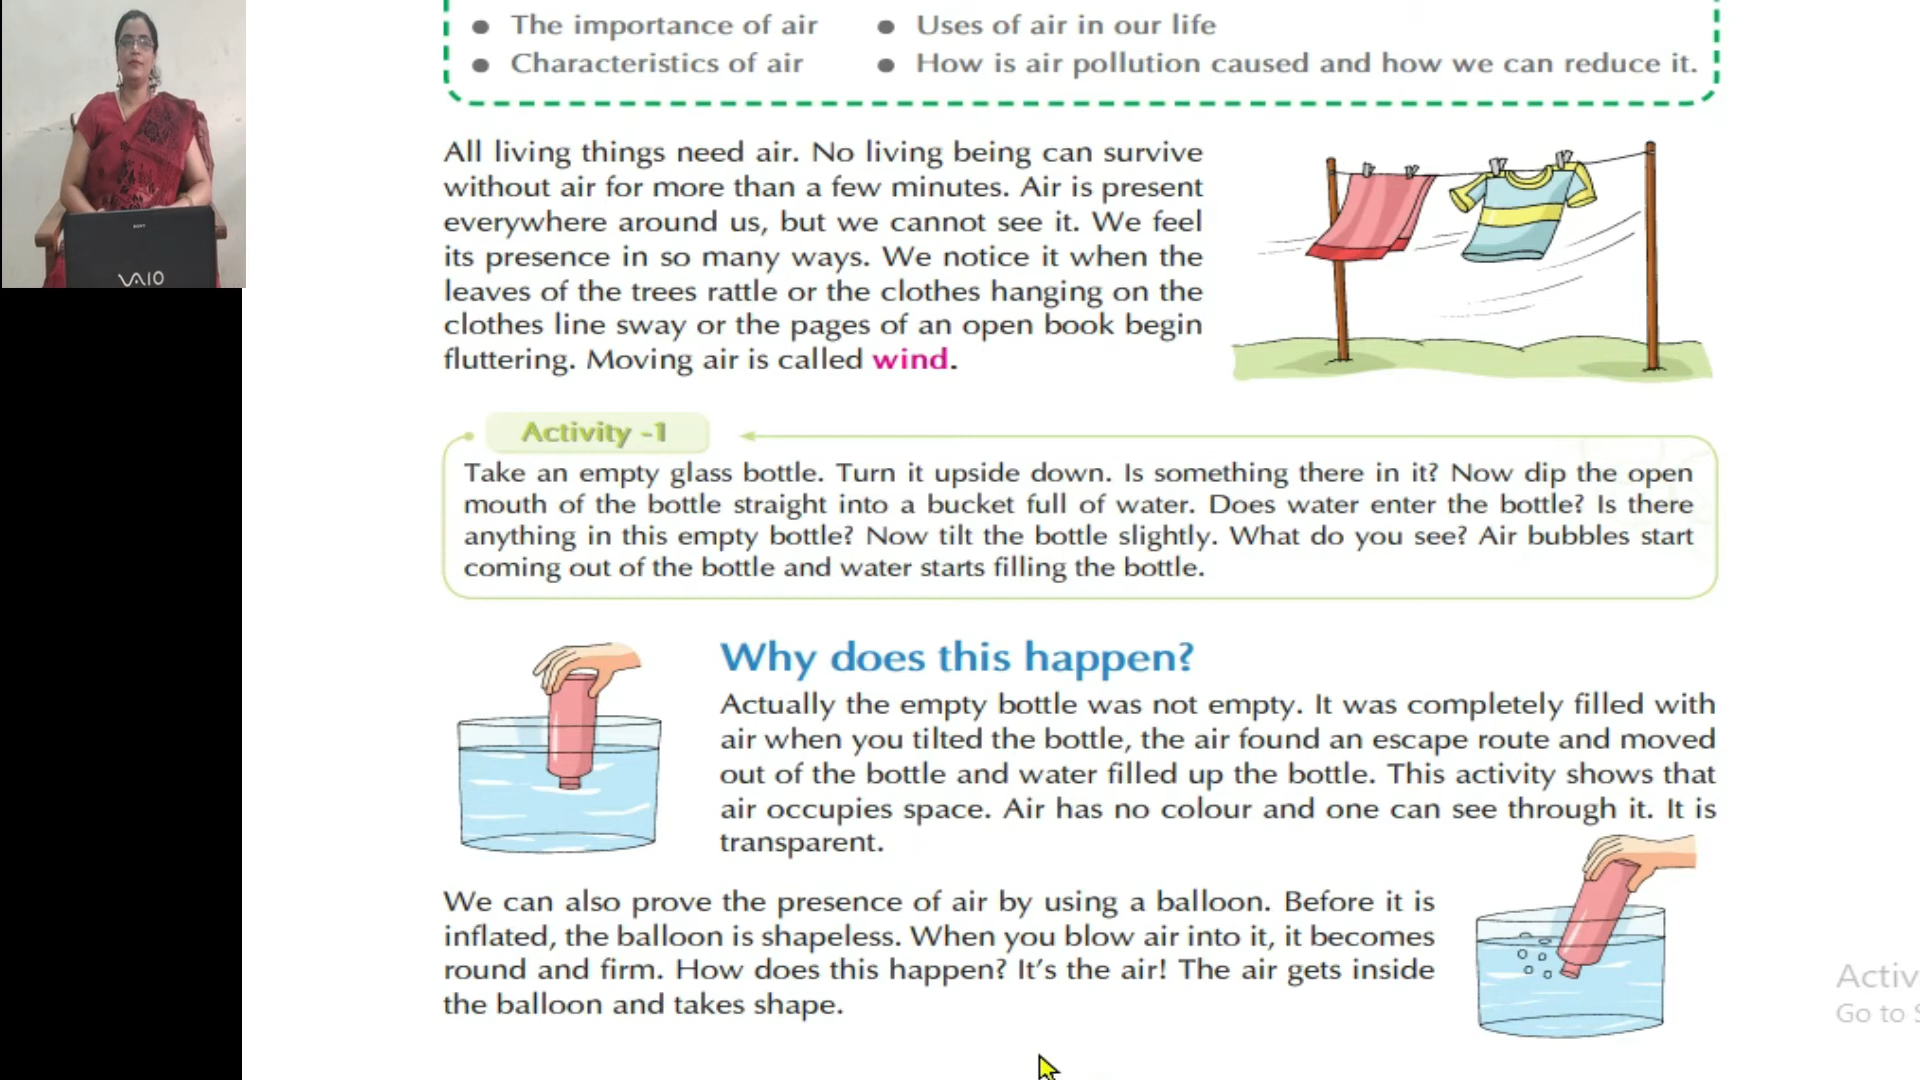 The importance of air
Uses of air in our life
Characteristics of air
How is air pollution caused and how we can reduce it.
All living things need air. No living being can survive
without air for more than a few minutes. Air is present
everywhere around us, but we cannot see it. We feel
its presence in so many ways. We notice it when the
leaves of the trees rattle or the clothes hanging on the
clothes line sway or the pages of an open book begin
fluttering. Moving air is called wind.
Activity -1
Take an empty glass bottle. Turn it upside down. Is something there in it? Now dip the open
mouth of the bottle straight into a bucket full of water. Does water enter the bottle? Is there
anything in this empty bottle? Now tilt the bottle slightly. What do you see? Air bubbles start
coming out of the bottle and water starts filling the bottle.
Why does this happen?
Actually the empty bottle was not empty. It was completely filled with
air when you tilted the bottle, the air found an escape route and moved
out of the bottle and water filled up the bottle. This activity shows that
air occupies space. Air has no colour and one can see through it. It is
transparent.
We can also prove the presence of air by using a balloon. Before it is
inflated, the balloon is shapeless. When you blow air into it, it becomes
round and firm. How does this happen? It's the air! The air gets inside
the balloon and takes shape.
SONY
VAIO
Activ
Go to S